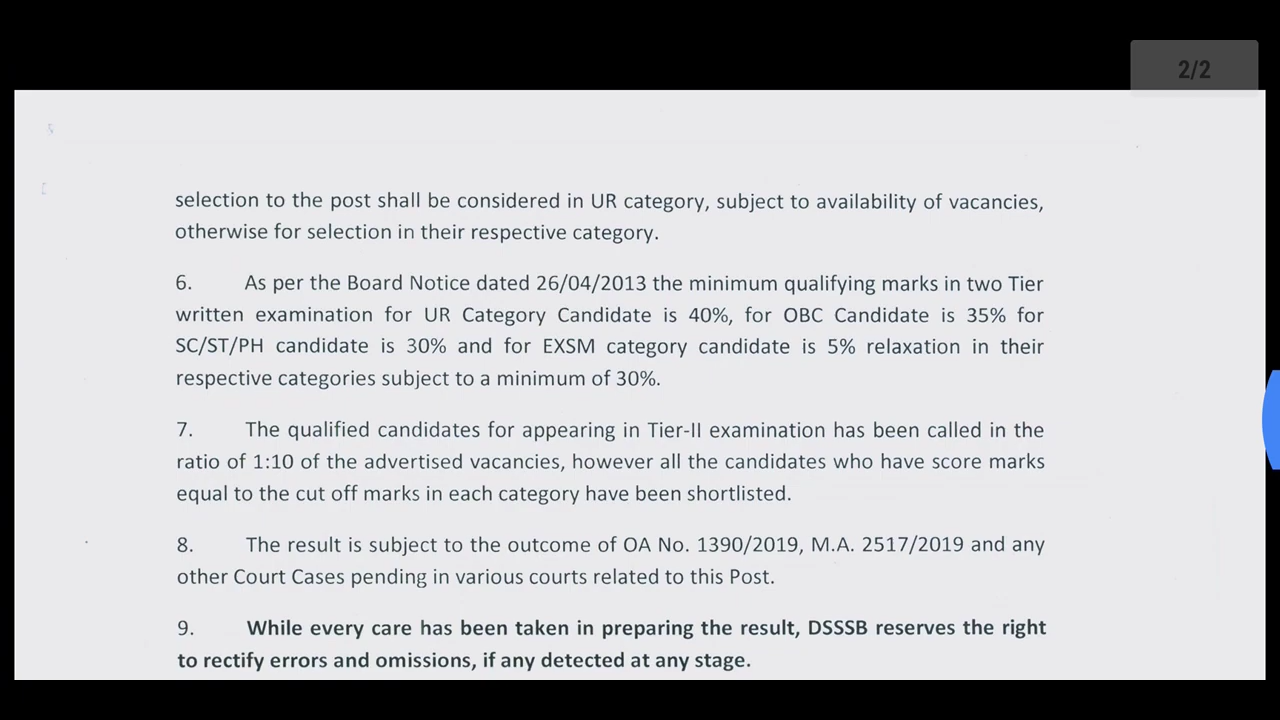 2/2
selection to the post shall be considered in UR category, subject to availability of vacancies,
otherwise for selection in their respective category.
6. As per the Board Notice dated 26/04/2013 the minimum qualifying marks in two Tier
written examination for UR Category Candidate is 40%, for OBC Candidate is 35% for
SC/ST/PH candidate is 30% and for EXSM category candidate is 5% relaxation in their
respective categories subject to a minimum of 30%.
7. The qualified candidates for appearing in Tier-II examination has been called in the
ratio of 1:10 of the advertised vacancies, however all the candidates who have score marks
equal to the cut off marks in each category have been shortlisted.
8. The result is subject to the outcome of OA No. 1390/2019, M.A. 2517/2019 and any
other Court Cases pending in various courts related to this Post.
9. While every care has been taken in preparing the result, DSSSB reserves the right
to rectify errors and omissions, if any detected at any stage.